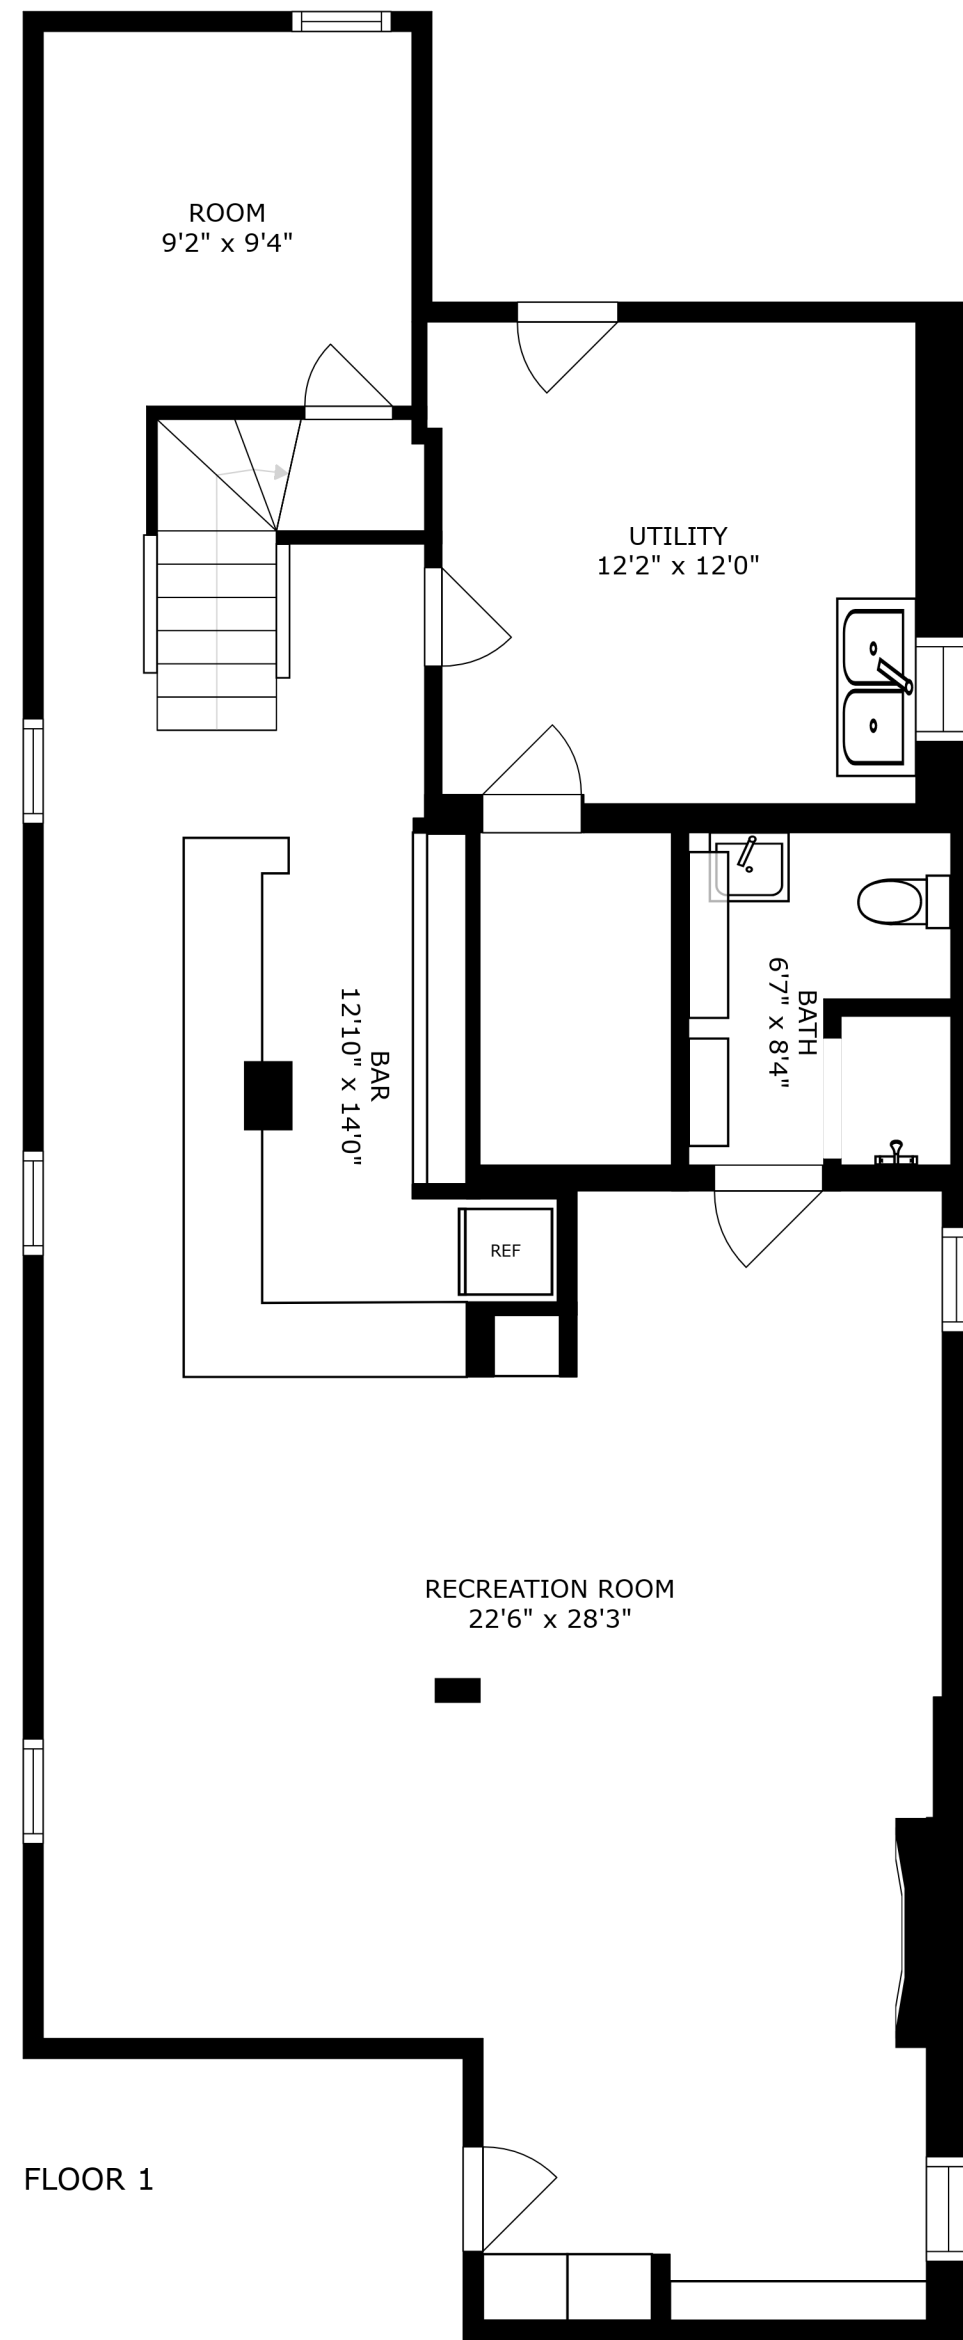 ROOM
9'2" x 9'4"
UTILITY
12'2" x 12'0"
BATH
6'7" x 8'4"
BAR
12'10" x 14'0"
REF
RECREATION ROOM
22'6" x 28'3"
FLOOR 1